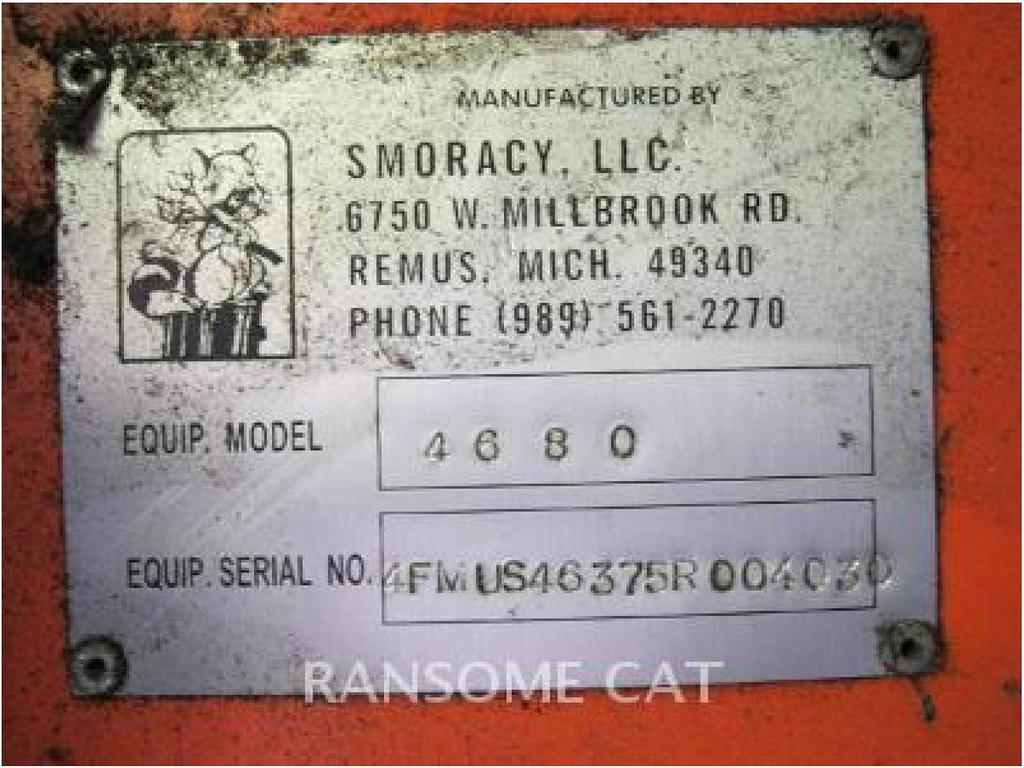 MANUFACTURED BY
SMORACY, LLC.
6750 W. MILLBROOK RD.
REMUS, MICH. 49340
PHONE (989) 561-2270
EQUIP. MODEL 4680
EQUIP. SERIAL NO. 4FMUS46375R004030
RANSOME CAT